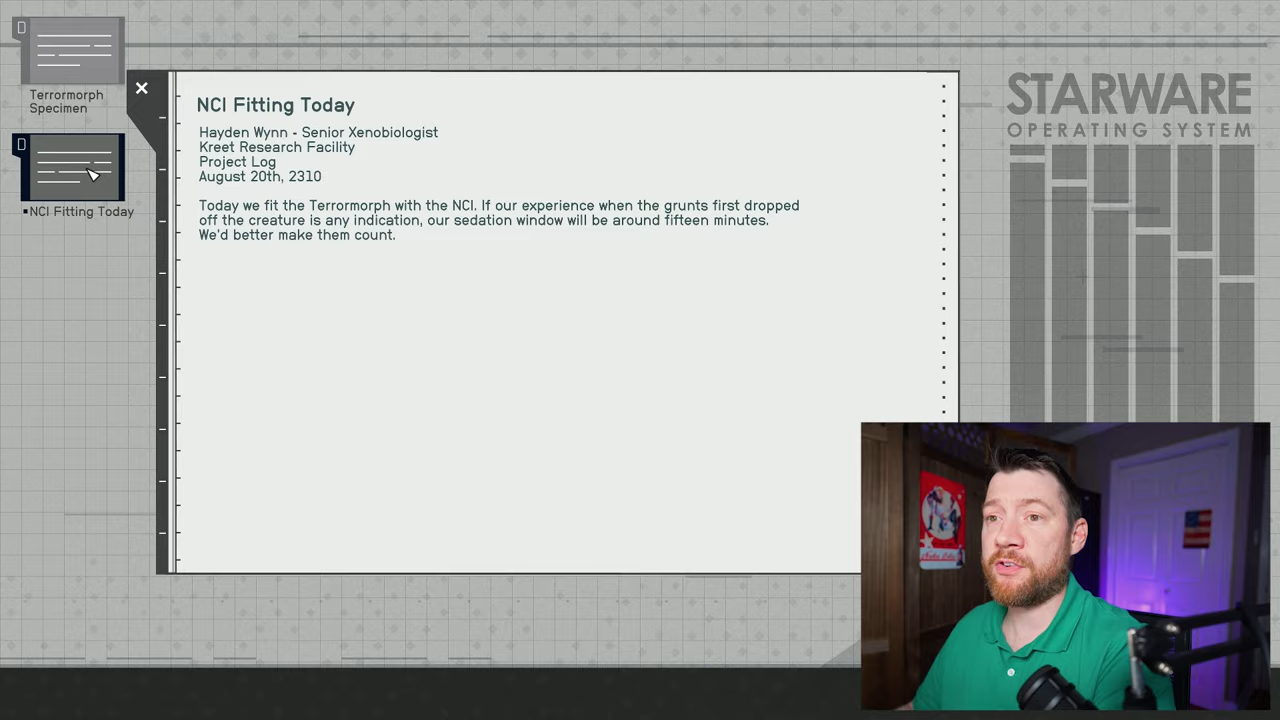 D
Terrormorph
Specimen
D
NCI Fitting Today
NCI Fitting Today
Hayden Wynn - Senior Xenobiologist
Kreet Research Facility
Project Log
August 20th, 2310
Today we fit the Terrormorph with the NCI. If our experience when the grunts first dropped
off the creature is any indication, our sedation window will be around fifteen minutes.
We'd better make them count.
STARWARE
OPERATING SYSTEM